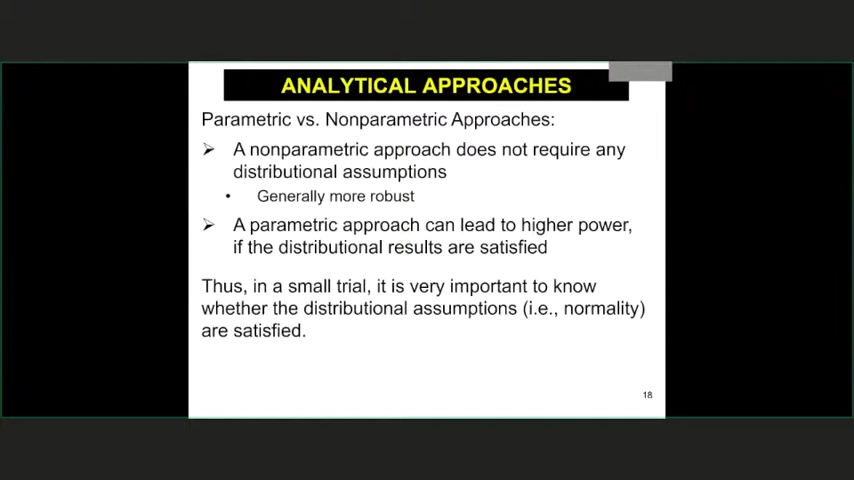 ANALYTICAL APPROACHES
Parametric vs. Nonparametric Approaches:
➢ A nonparametric approach does not require any
distributional assumptions
• Generally more robust
➢ A parametric approach can lead to higher power,
if the distributional results are satisfied
Thus, in a small trial, it is very important to know
whether the distributional assumptions (i.e., normality)
are satisfied.
18